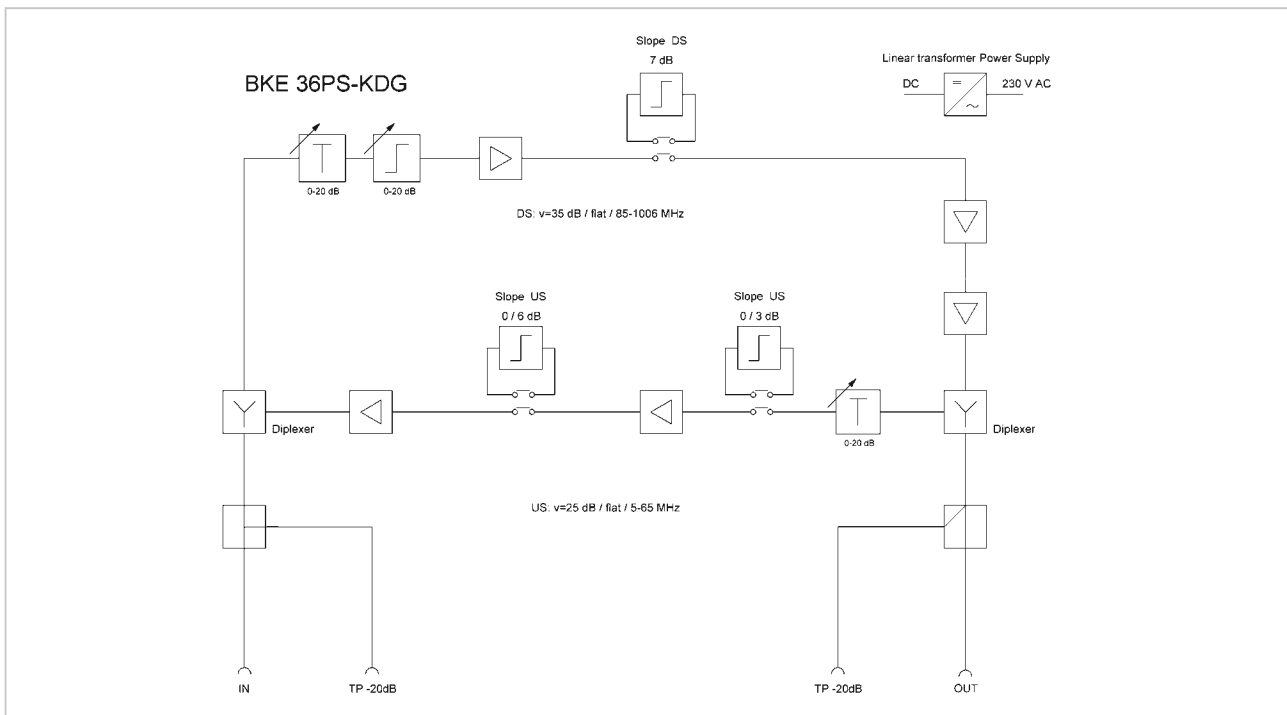 Slope DS
7 dB
Linear transformer Power Supply
DC
230 V AC
BKE 36PS-KDG
0-20 dB
0-20 dB
DS: v=35 dB / flat / 85-1006 MHz
Slope US
0 / 6 dB
Slope US
0 / 3 dB
Diplexer
0-20 dB
Diplexer
US: v=25 dB / flat / 5-65 MHz
IN
TP -20dB
TP -20dB
OUT